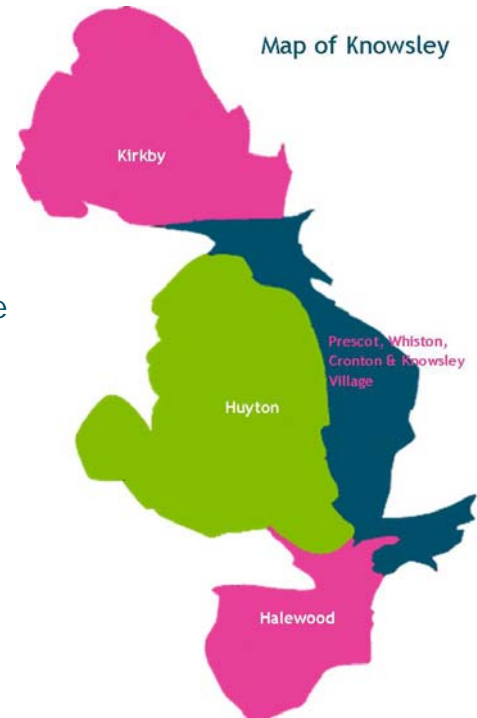 Map of Knowsley
Kirkby
e
Prescot, Whiston,
Cronton & Knowsley
Village
Huyton
Halewood